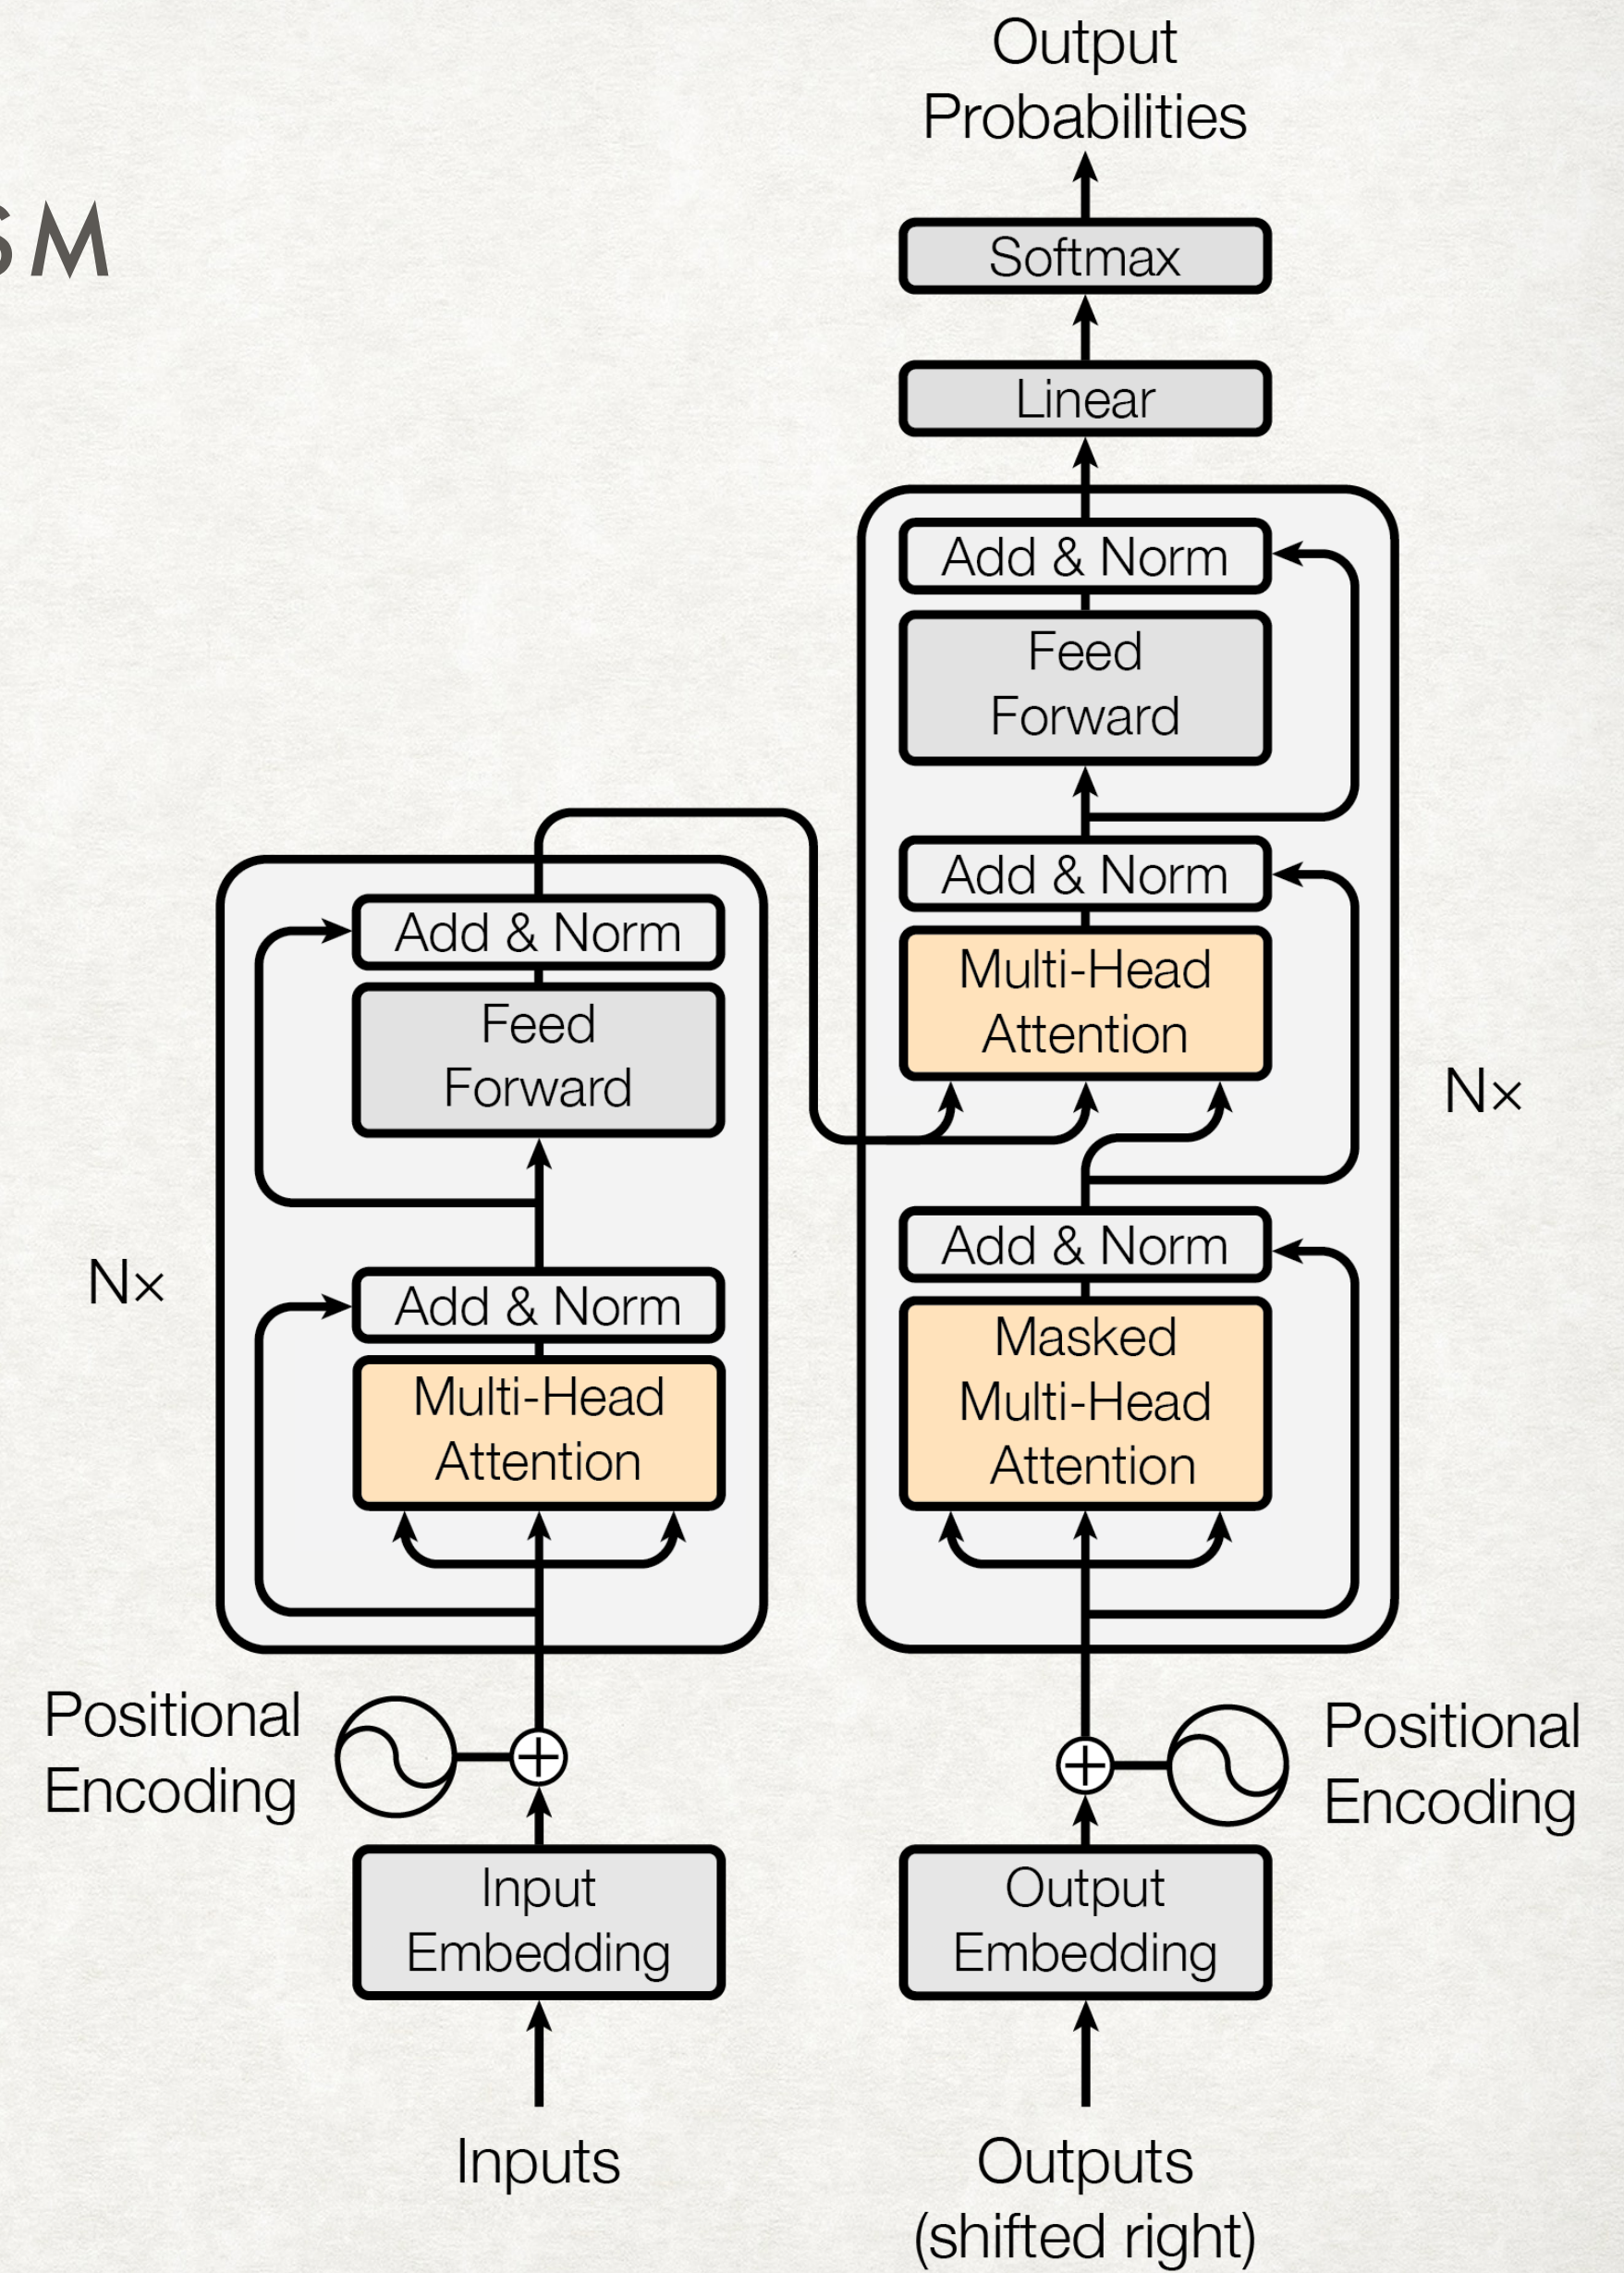 SM
Output
Probabilities
Softmax
Linear
Add & Norm
Feed
Forward
Add & Norm
Multi-Head
Attention
Nx
Add & Norm
Masked
Multi-Head
Attention
Positional
Encoding
Output
Embedding
Outputs
(shifted right)
Add & Norm
Feed
Forward
Nx
Add & Norm
Multi-Head
Attention
Positional
Encoding
Input
Embedding
Inputs